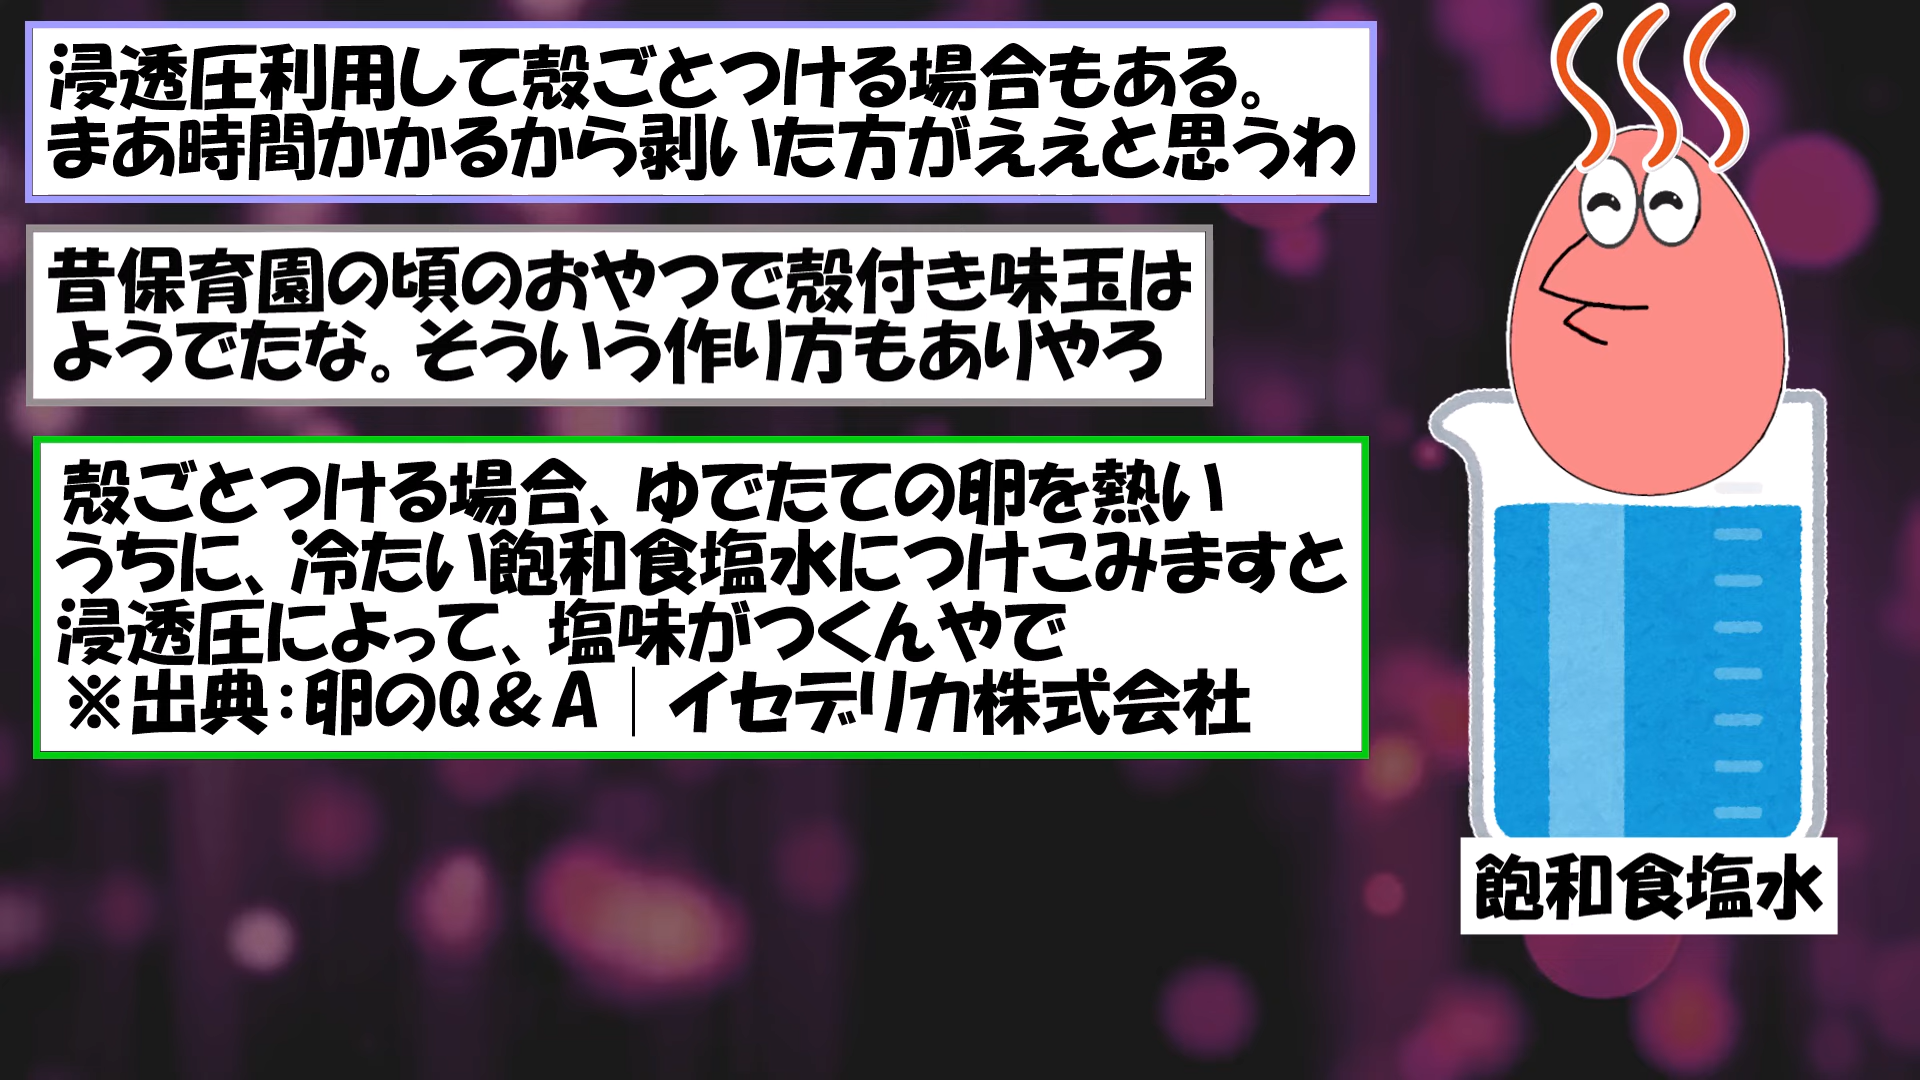 浸透圧利用して殻ごとつける場合もある。
まあ時間かかるから剥いた方がええと思うわ
昔保育園の頃のおやつで殻付き味玉は
ようでたな。そういう作り方もありやろ
殻ごとつける場合、ゆでたての卵を熱い
うちに、冷たい飽和食塩水につけこみますと
浸透圧によって、塩味がつくんやで
※出典：卵のQ＆A｜イセデリカ株式会社
飽和食塩水